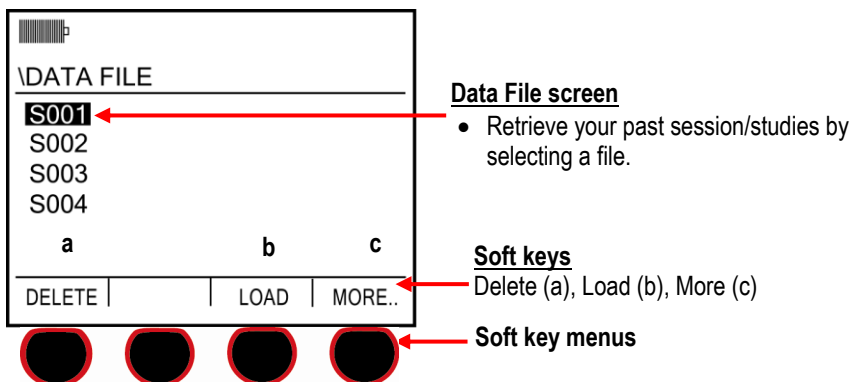 \DATA FILE
S001
S002
S003
S004
a b c
DELETE LOAD MORE..
Data File screen
• Retrieve your past session/studies by
selecting a file.
Soft keys
Delete (a), Load (b), More (c)
Soft key menus